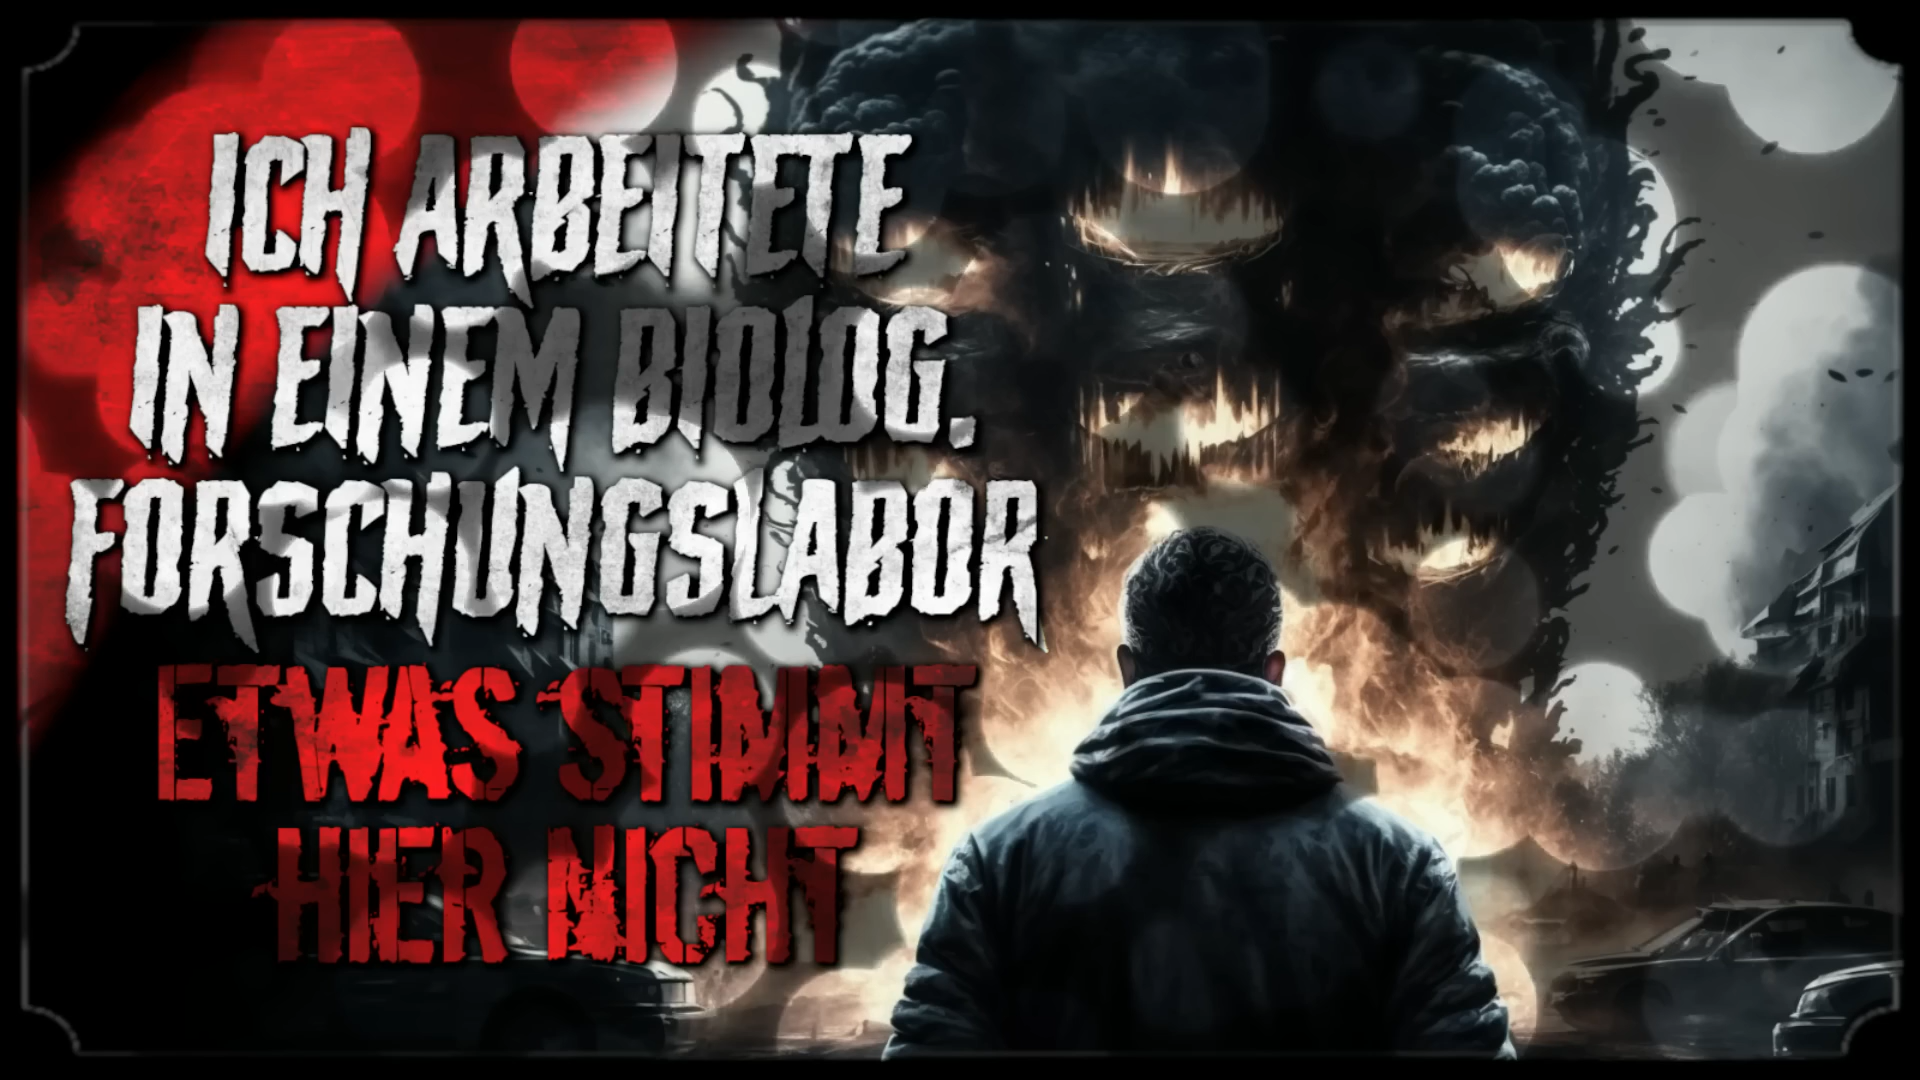 ICH ARBEITETE
IN EINEM BIOLOG.
FORSCHUNGSLABOR
ETWAS STIMMT
HIER NICHT